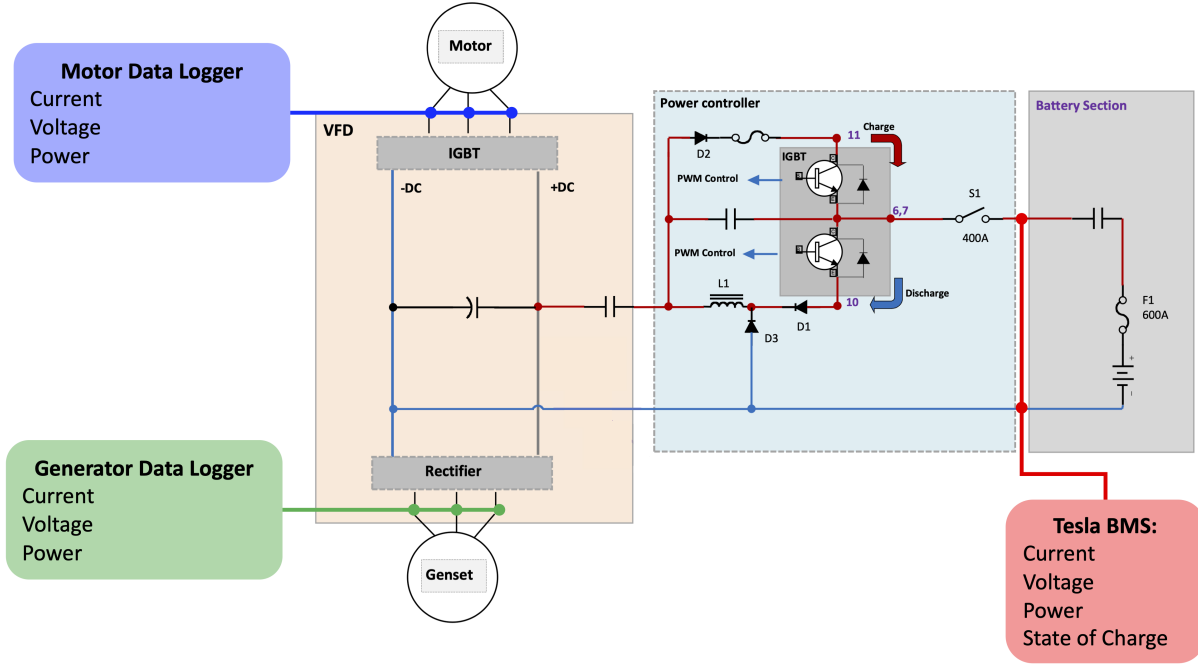 Motor
Motor Data Logger
Current
Voltage
Power
VFD
IGBT
-DC
+DC
Power controller
D2
11
Charge
IGBT
PWM Control
6,7
S1
400A
PWM Control
L1
10
Discharge
D1
D3
Battery Section
F1
600A
+
-
Rectifier
Genset
Generator Data Logger
Current
Voltage
Power
Tesla BMS:
Current
Voltage
Power
State of Charge